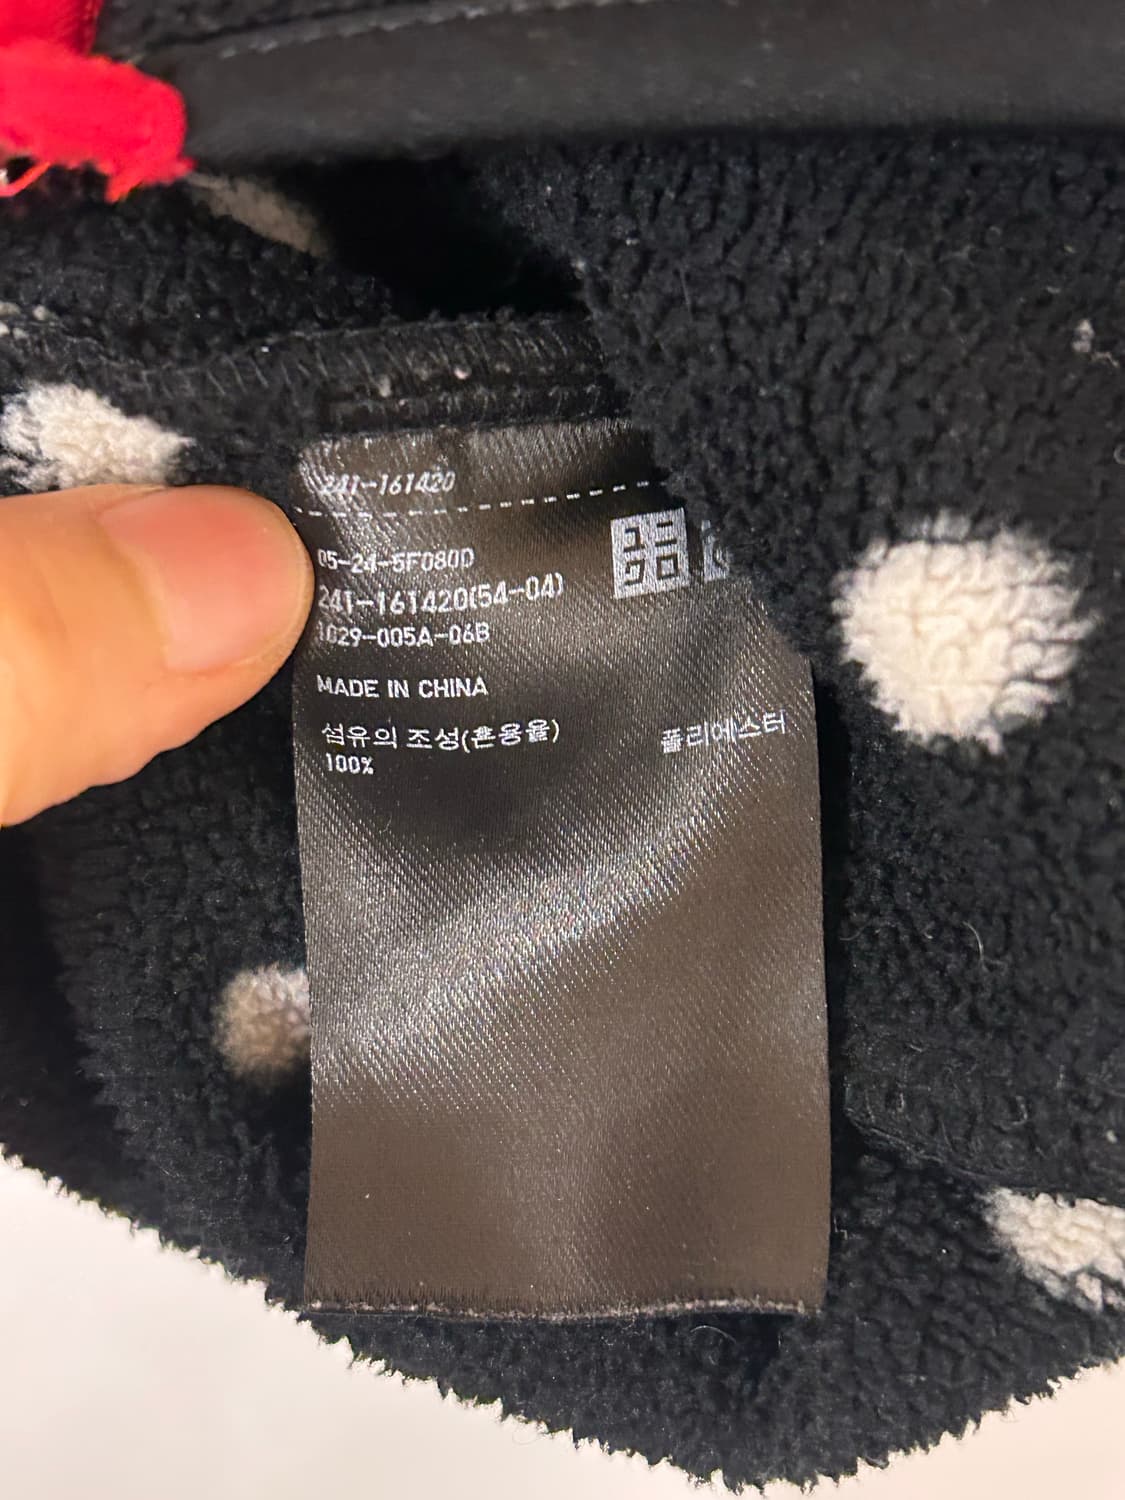 241-161420
05-24-5F080D
241-161420(54-04)
1029-005A-06B
MADE IN CHINA
섬유의 조성(혼용율) 폴리에스터
100%